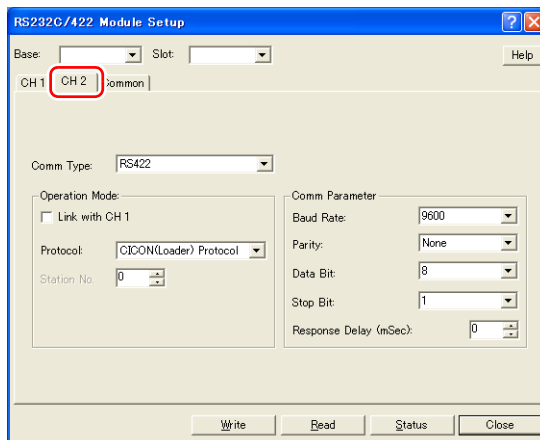 RS232C/422 Module Setup
Base: Slot: Help
CH 1 CH 2 Common
Comm Type: RS422
Operation Mode: Comm Parameter
Link with CH 1 Baud Rate: 9600
Parity: None
Protocol: CICON(Loader) Protocol
Data Bit: 8
Station No. 0
Stop Bit: 1
Response Delay (mSec): 0
Write Read Status Close